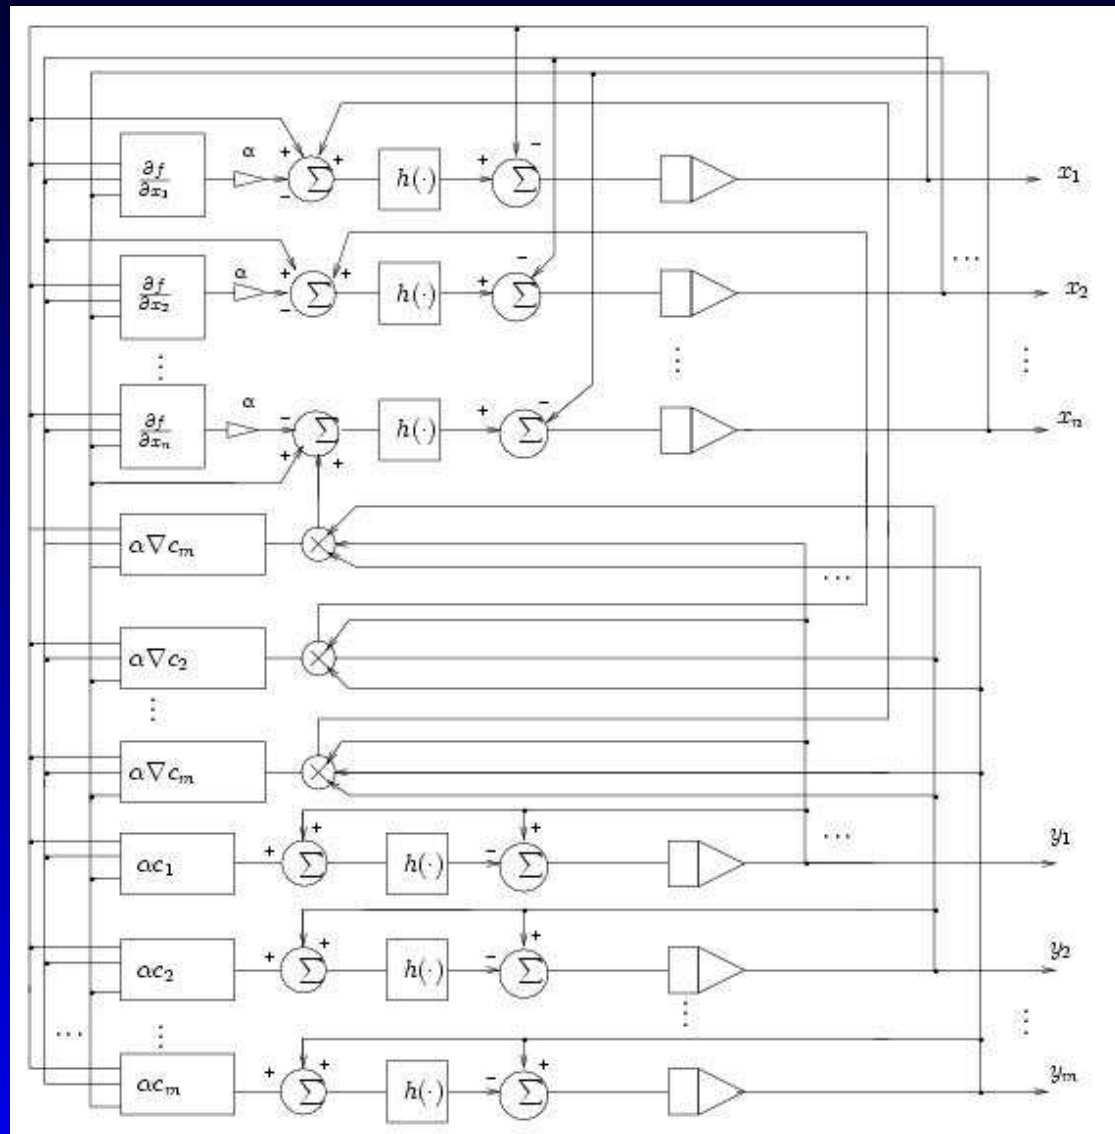 α + + + −
∂f/∂x₁ − Σ h(·) Σ x₁
...
α + + + −
∂f/∂x₂ − Σ h(·) Σ x₂
⋮ ⋮ ⋮
α − + −
∂f/∂xₙ + + Σ h(·) Σ xₙ
α∇cₘ ×
...
α∇c₂ ×
⋮
α∇cₘ ×
+ + − + ... y₁
αc₁ Σ h(·) Σ
+ + − + y₂
αc₂ Σ h(·) Σ
... ⋮ ⋮ ⋮
+ + − + yₘ
αcₘ Σ h(·) Σ